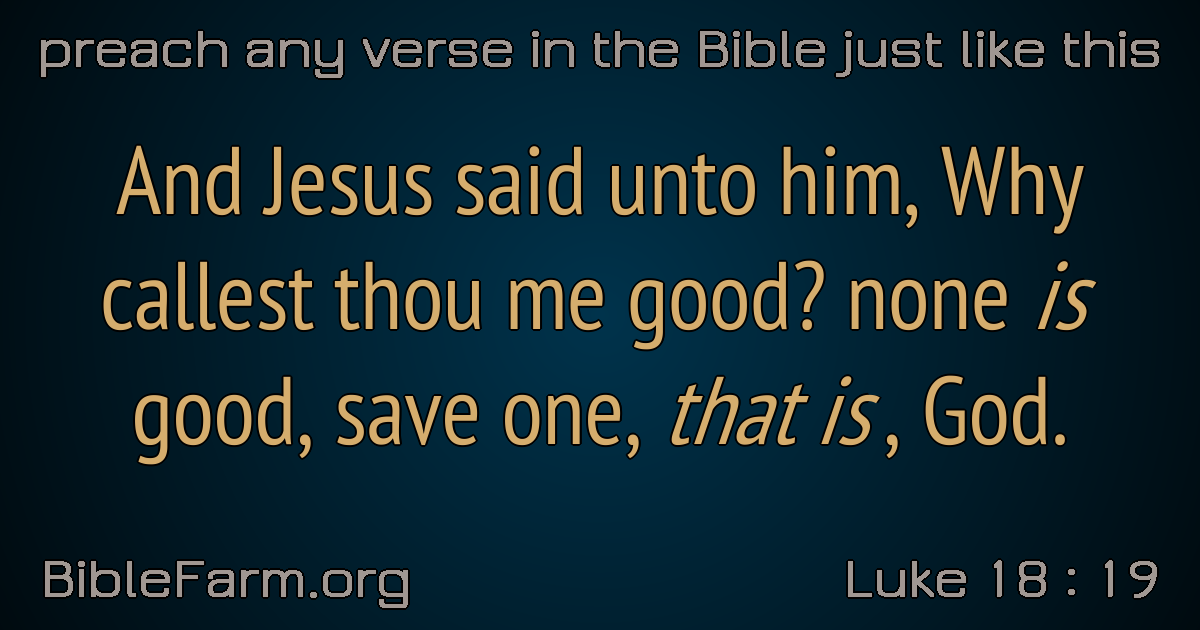 preach any verse in the Bible just like this
And Jesus said unto him, Why
callest thou me good? none is
good, save one, that is, God.
BibleFarm.org
Luke 18 : 19